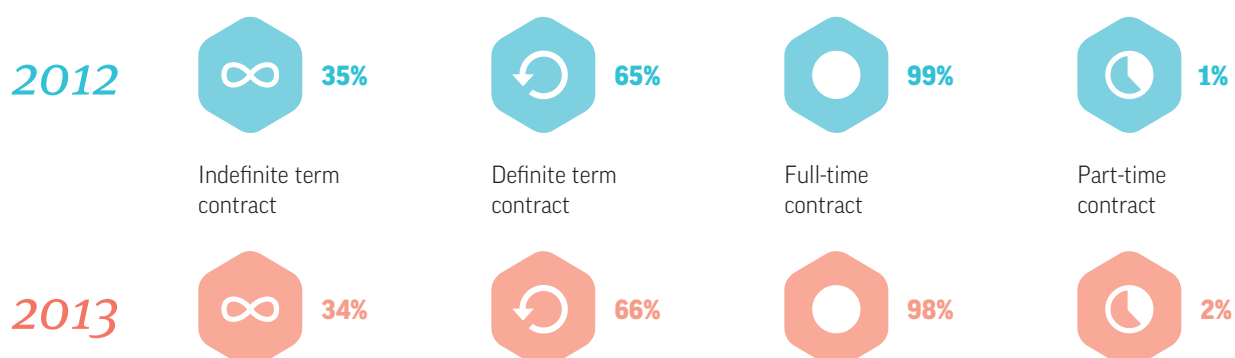 2012 35% 65% 99% 1%
Indefinite term Definite term Full-time Part-time
contract contract contract contract
2013 34% 66% 98% 2%